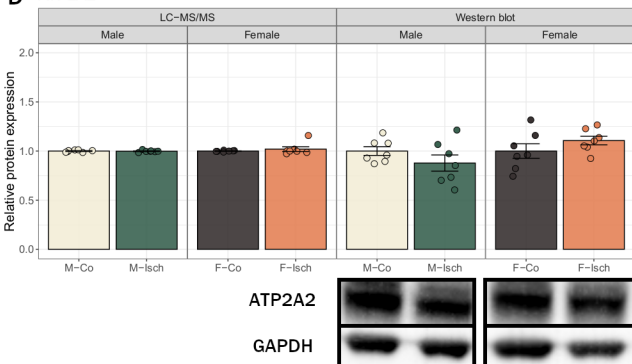 D
LC−MS/MS Western blot
Male Female Male Female
Relative protein expression
2.0
1.5
1.0
0.5
0.0
M−Co M−Isch F−Co F−Isch M−Co M−Isch F−Co F−Isch
ATP2A2
GAPDH